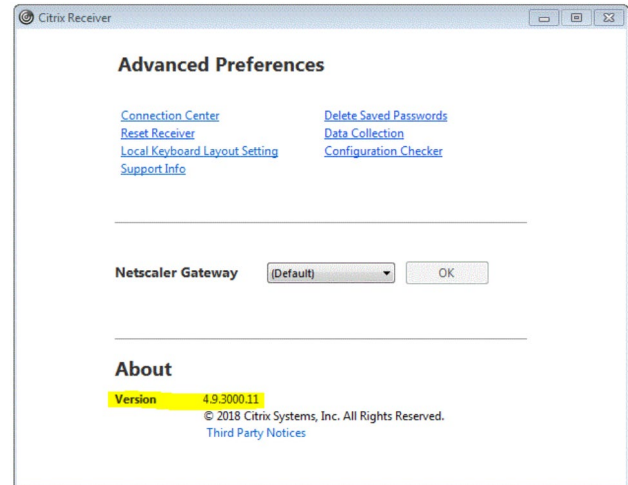 Citrix Receiver
Advanced Preferences
Connection Center
Reset Receiver
Local Keyboard Layout Setting
Support Info
Delete Saved Passwords
Data Collection
Configuration Checker
Netscaler Gateway (Default) OK
About
Version 4.9.3000.11
© 2018 Citrix Systems, Inc. All Rights Reserved.
Third Party Notices